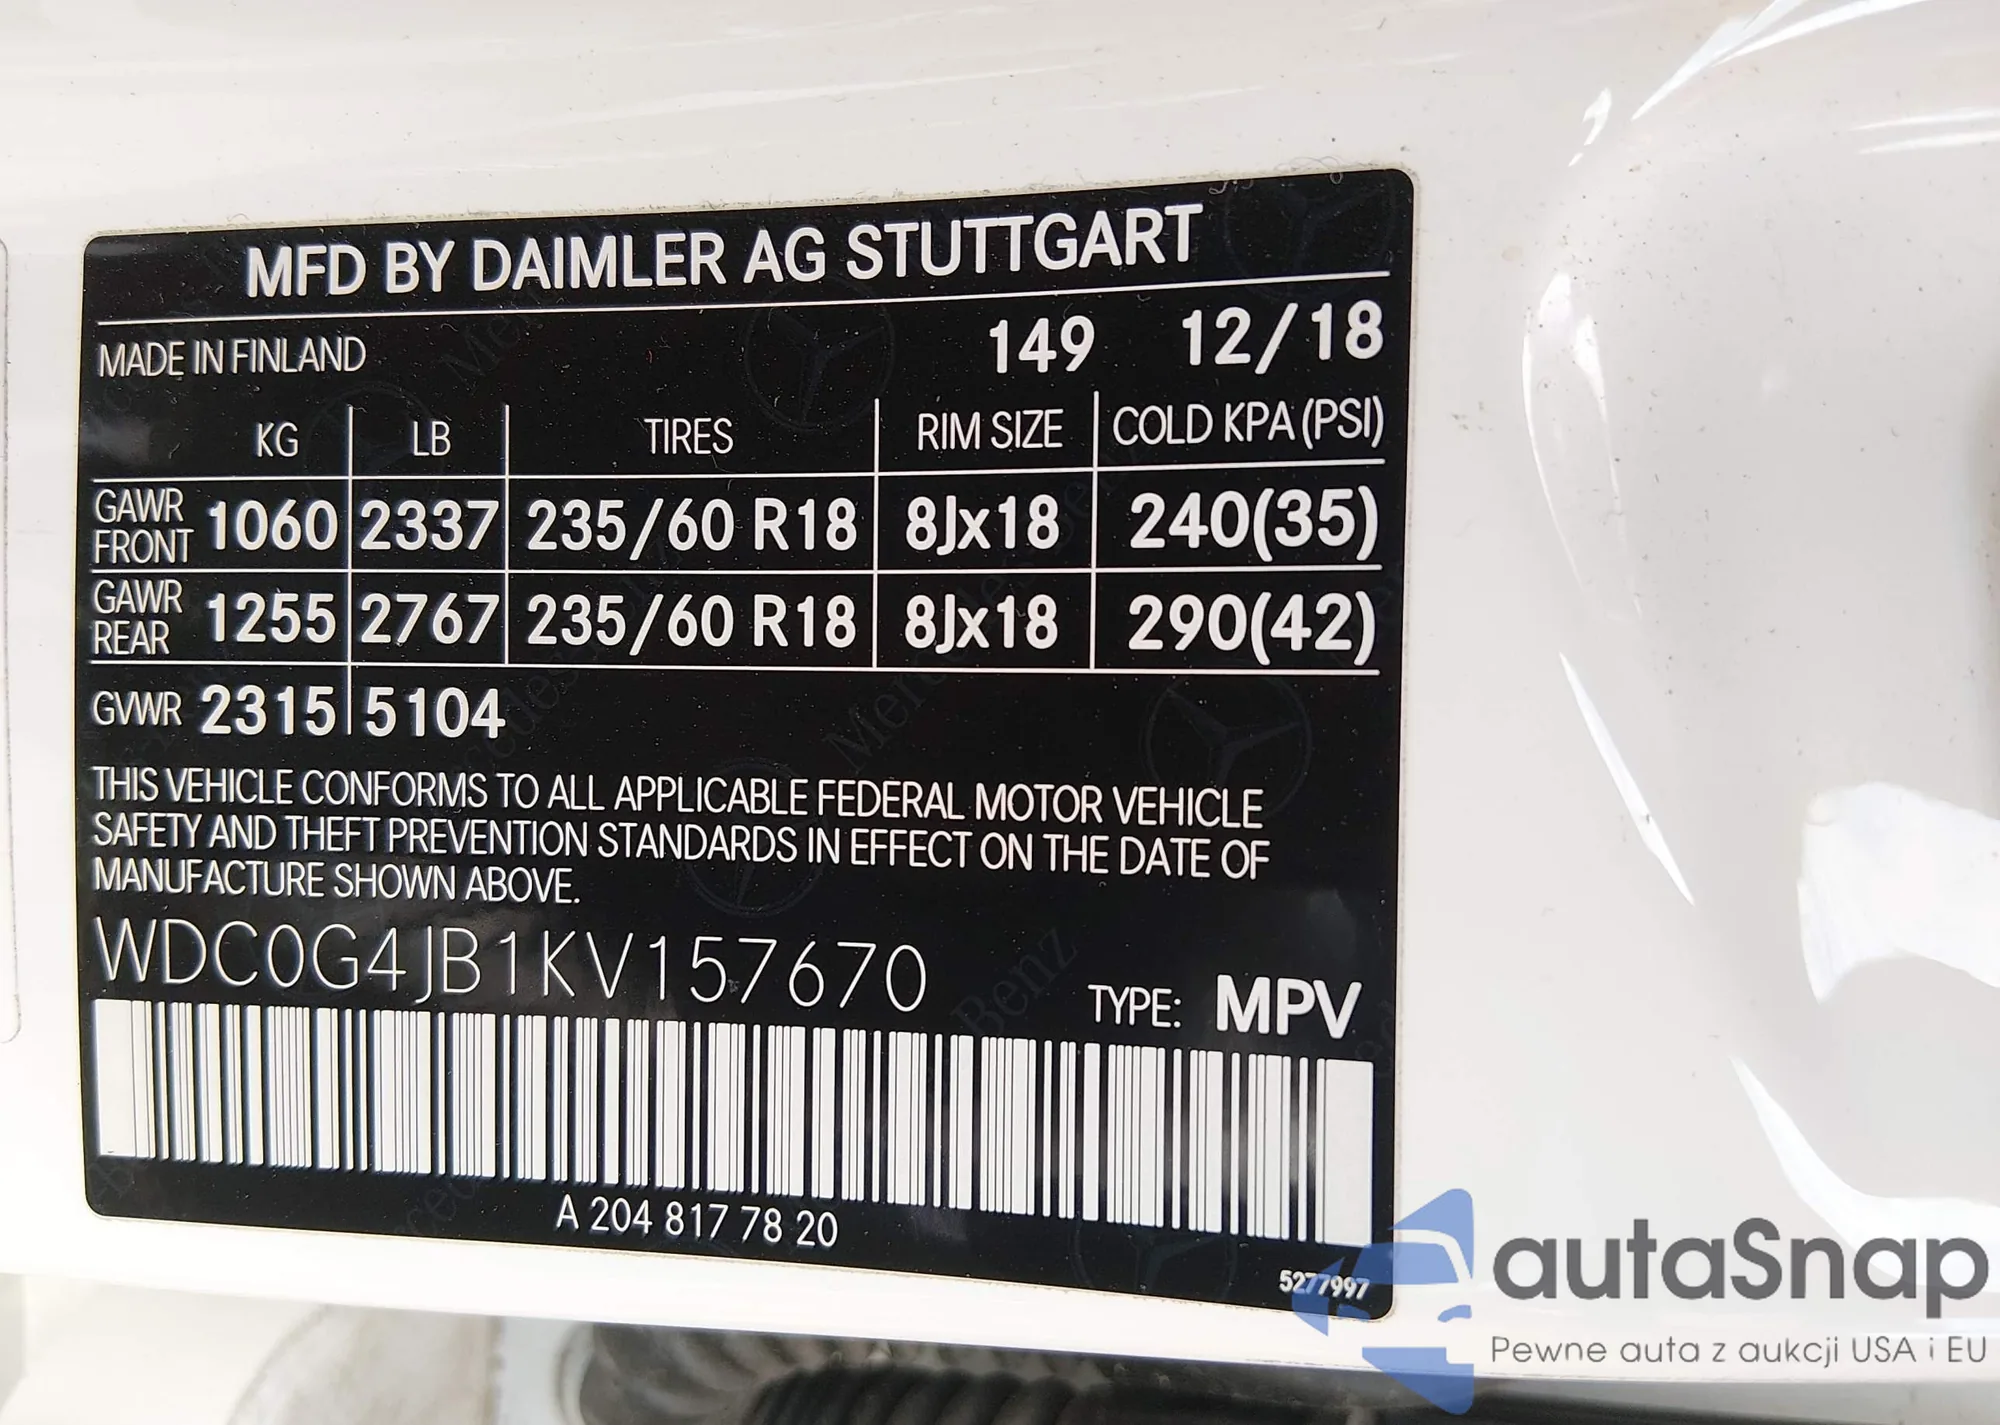 MFD BY DAIMLER AG STUTTGART
MADE IN FINLAND 149 12/18
KG LB TIRES RIM SIZE COLD KPA (PSI)
GAWR FRONT 1060 2337 235/60 R18 8Jx18 240(35)
GAWR REAR 1255 2767 235/60 R18 8Jx18 290(42)
GVWR 2315 5104
THIS VEHICLE CONFORMS TO ALL APPLICABLE FEDERAL MOTOR VEHICLE
SAFETY AND THEFT PREVENTION STANDARDS IN EFFECT ON THE DATE OF
MANUFACTURE SHOWN ABOVE.
WDC0G4JB1KV157670
TYPE: MPV
A 204 817 78 20
5277997
autaSnap
Pewne auta z aukcji USA i EU